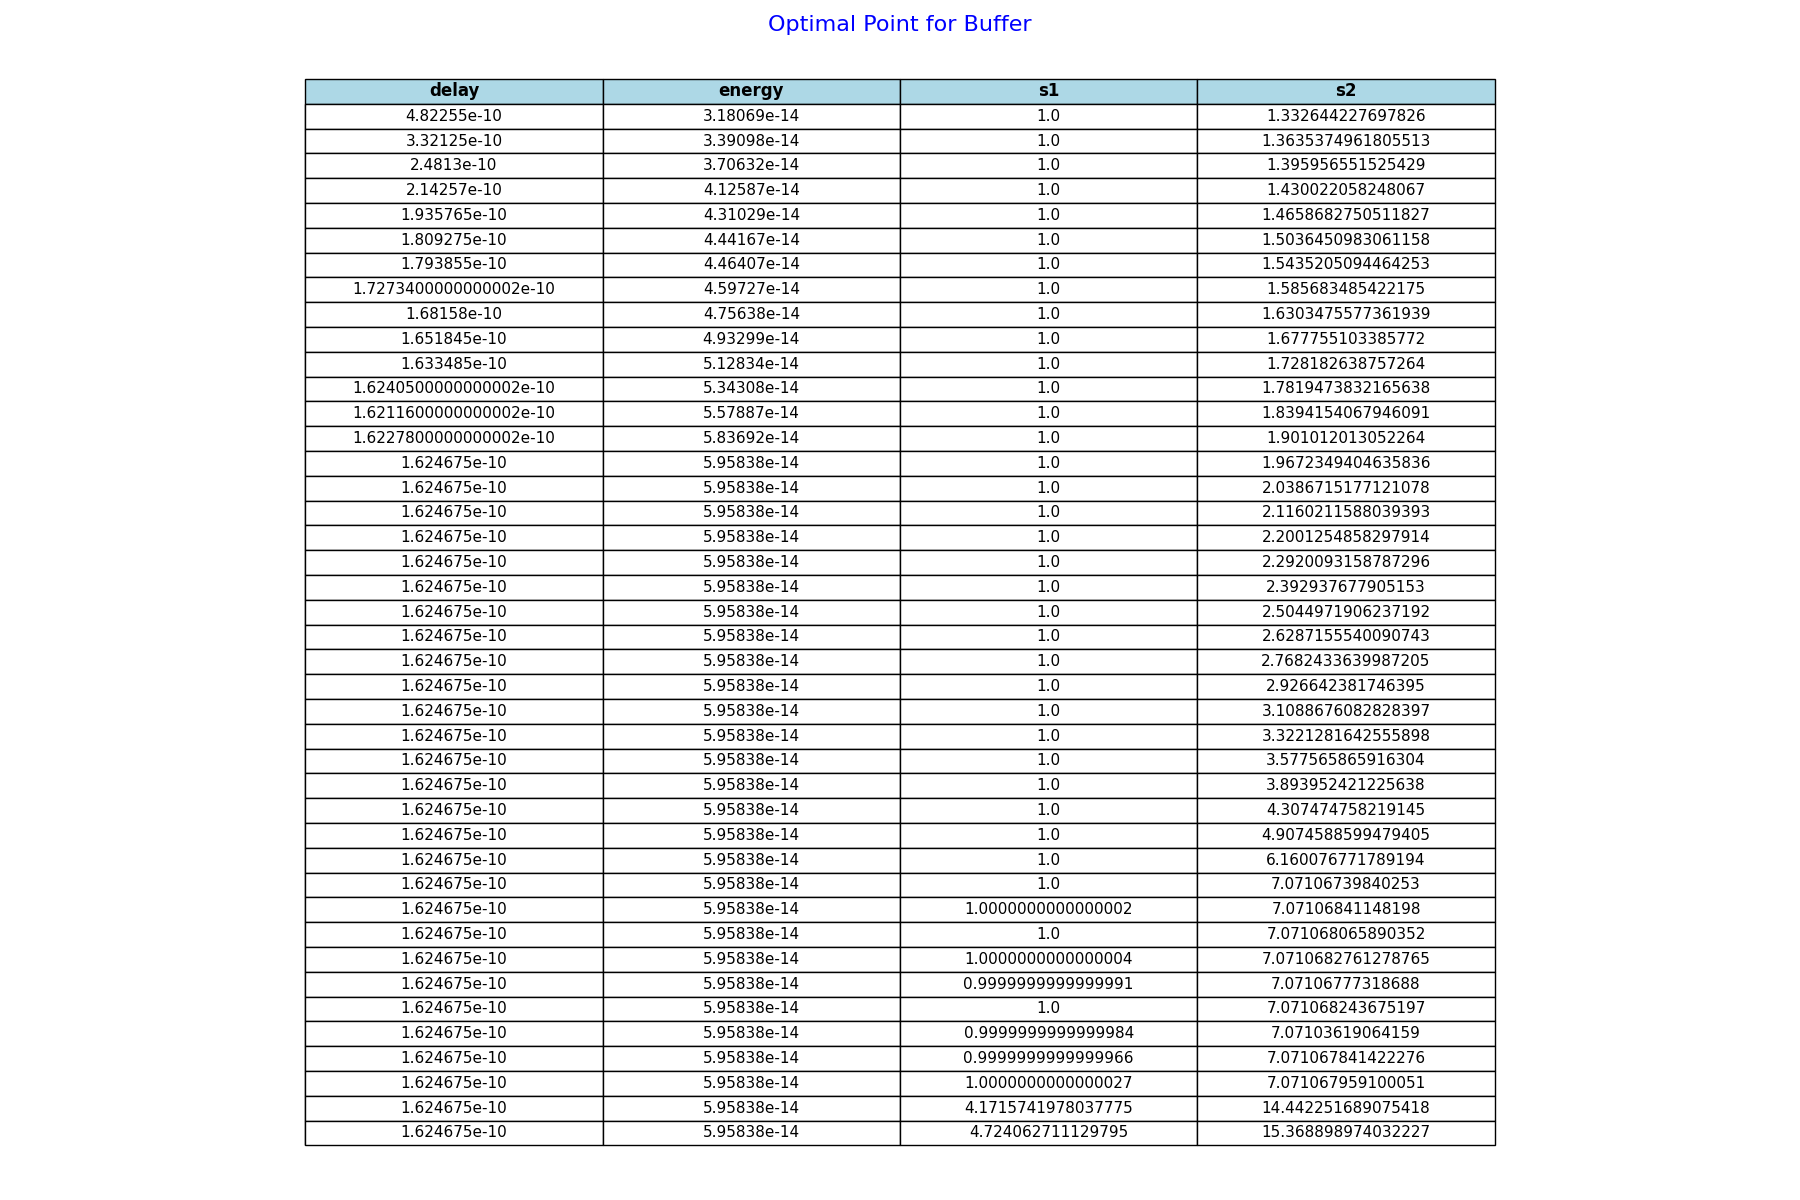 Optimal Point for Buffer
delay energy s1 s2
4.82255e-10 3.18069e-14 1.0 1.332644227697826
3.32125e-10 3.39098e-14 1.0 1.3635374961805513
2.4813e-10 3.70632e-14 1.0 1.395956551525429
2.14257e-10 4.12587e-14 1.0 1.430022058248067
1.935765e-10 4.31029e-14 1.0 1.4658682750511827
1.809275e-10 4.44167e-14 1.0 1.5036450983061158
1.793855e-10 4.46407e-14 1.0 1.5435205094464253
1.7273400000000002e-10 4.59727e-14 1.0 1.585683485422175
1.68158e-10 4.75638e-14 1.0 1.6303475577361939
1.651845e-10 4.93299e-14 1.0 1.677755103385772
1.633485e-10 5.12834e-14 1.0 1.728182638757264
1.6240500000000002e-10 5.34308e-14 1.0 1.7819473832165638
1.6211600000000002e-10 5.57887e-14 1.0 1.8394154067946091
1.6227800000000002e-10 5.83692e-14 1.0 1.901012013052264
1.624675e-10 5.95838e-14 1.0 1.9672349404635836
1.624675e-10 5.95838e-14 1.0 2.0386715177121078
1.624675e-10 5.95838e-14 1.0 2.1160211588039393
1.624675e-10 5.95838e-14 1.0 2.2001254858297914
1.624675e-10 5.95838e-14 1.0 2.2920093158787296
1.624675e-10 5.95838e-14 1.0 2.392937677905153
1.624675e-10 5.95838e-14 1.0 2.5044971906237192
1.624675e-10 5.95838e-14 1.0 2.6287155540090743
1.624675e-10 5.95838e-14 1.0 2.7682433639987205
1.624675e-10 5.95838e-14 1.0 2.926642381746395
1.624675e-10 5.95838e-14 1.0 3.1088676082828397
1.624675e-10 5.95838e-14 1.0 3.3221281642555898
1.624675e-10 5.95838e-14 1.0 3.577565865916304
1.624675e-10 5.95838e-14 1.0 3.893952421225638
1.624675e-10 5.95838e-14 1.0 4.307474758219145
1.624675e-10 5.95838e-14 1.0 4.9074588599479405
1.624675e-10 5.95838e-14 1.0 6.160076771789194
1.624675e-10 5.95838e-14 1.0 7.07106739840253
1.624675e-10 5.95838e-14 1.0000000000000002 7.07106841148198
1.624675e-10 5.95838e-14 1.0 7.071068065890352
1.624675e-10 5.95838e-14 1.0000000000000004 7.0710682761278765
1.624675e-10 5.95838e-14 0.9999999999999991 7.07106777318688
1.624675e-10 5.95838e-14 1.0 7.071068243675197
1.624675e-10 5.95838e-14 0.9999999999999984 7.07103619064159
1.624675e-10 5.95838e-14 0.9999999999999966 7.071067841422276
1.624675e-10 5.95838e-14 1.0000000000000027 7.071067959100051
1.624675e-10 5.95838e-14 4.1715741978037775 14.442251689075418
1.624675e-10 5.95838e-14 4.724062711129795 15.368898974032227